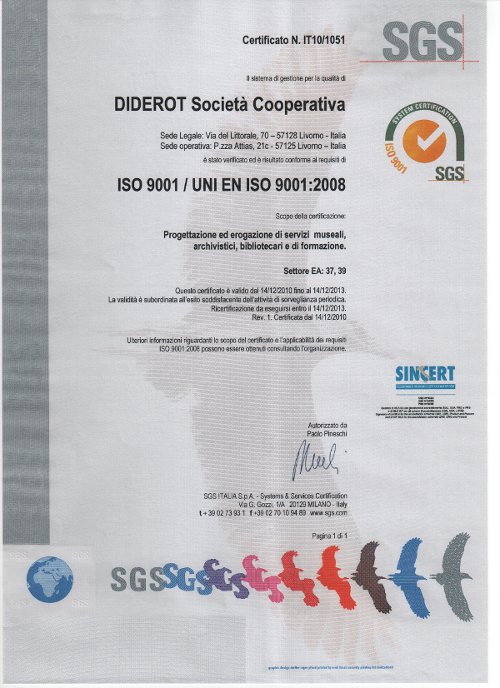 Certificato N. IT10/1051
SGS
Il sistema di gestione per la qualità di
DIDEROT Società Cooperativa
Sede Legale: Via del Littorale, 70 – 57128 Livorno - Italia
Sede operativa: P.zza Attias, 21c - 57125 Livorno – Italia
è stato verificato ed è risultato conforme ai requisiti di
SYSTEM CERTIFICATION
ISO 9001
SGS
ISO 9001 / UNI EN ISO 9001:2008
Scopo della certificazione:
Progettazione ed erogazione di servizi museali,
archivistici, bibliotecari e di formazione.
Settore EA: 37, 39
Questo certificato è valido dal 14/12/2010 fino al 14/12/2013.
La validità è subordinata all'esito soddisfacente dell'attività di sorveglianza periodica.
Ricertificazione da eseguirsi entro il 14/12/2013.
Rev. 1. Certificata dal 14/12/2010
Ulteriori informazioni riguardanti lo scopo del certificato e l'applicabilità dei requisiti
ISO 9001:2008 possono essere ottenuti consultando l'organizzazione.
SINCERT
Autorizzato da
Paolo Pineschi
SGS ITALIA S.p.A. - Systems & Services Certification
Via G. Gozzi, 1/A 20129 MILANO - Italy
t + 39 02 73 93 1 f +39 02 70 10 94 89 www.sgs.com
Pagina 1 di 1
SGS SGS SGS